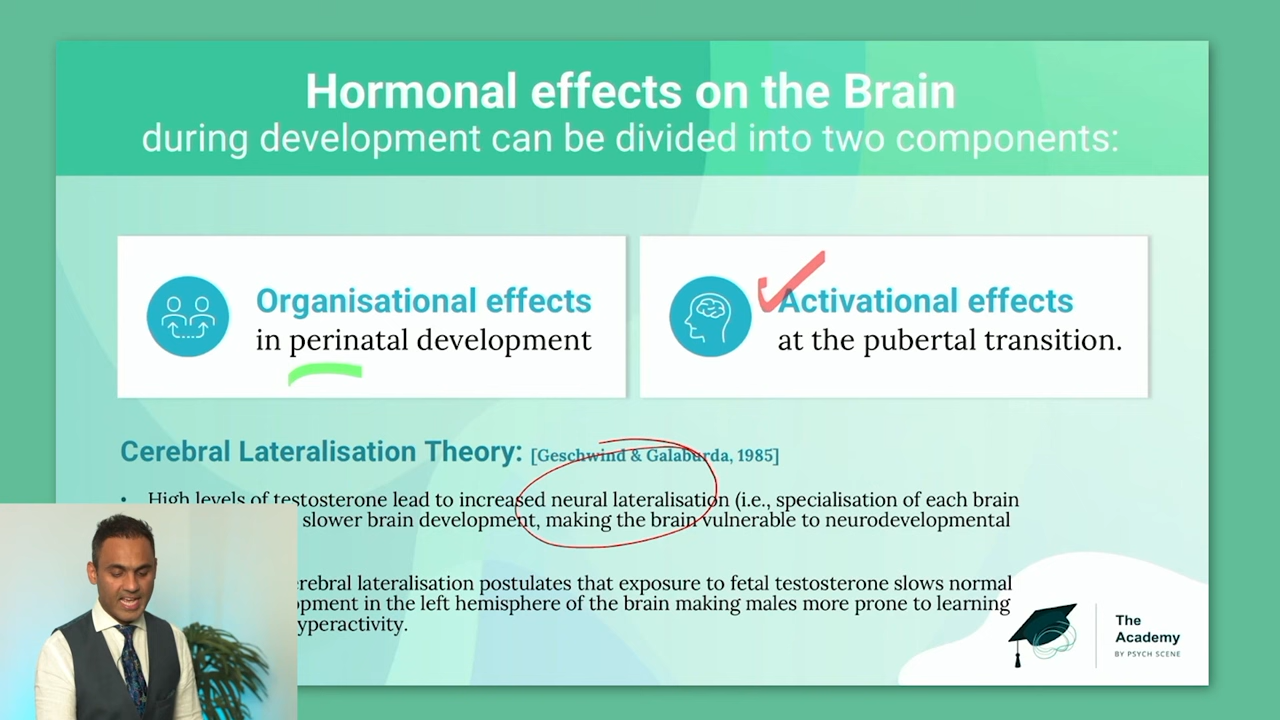 Hormonal effects on the Brain
during development can be divided into two components:
Organisational effects
in perinatal development
Activational effects
at the pubertal transition.
Cerebral Lateralisation Theory: [Geschwind & Galaburda, 1985]
• High levels of testosterone lead to increased neural lateralisation (i.e., specialisation of each brain
slower brain development, making the brain vulnerable to neurodevelopmental
cerebral lateralisation postulates that exposure to fetal testosterone slows normal
in the left hemisphere of the brain making males more prone to learning
The
Academy
BY PSYCH SCENE